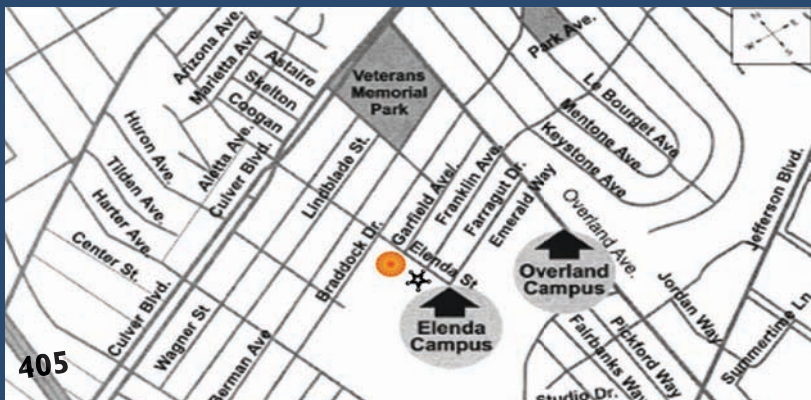 Arizona Ave.
Marietta Ave.
Astaire
Skelton
Coogan
Aletta Ave.
Culver Blvd.
Huron Ave.
Tilden Ave.
Harter Ave.
Center St.
Culver Blvd.
Wagner St
Berman Ave
405
Veterans
Memorial
Park
Lindblade St.
Braddock Dr.
Garfield Ave.
Franklin Ave.
Farragut Dr.
Emerald Way
Elenda St
Elenda
Campus
Overland
Campus
Overland Ave.
Park Ave.
Le Bourget Ave
Mentone Ave.
Keystone Ave.
Jefferson Blvd.
Jordan Way
Summertime L
Pickford Way
Fairbanks Way
Studio Dr.
N
E
S
W